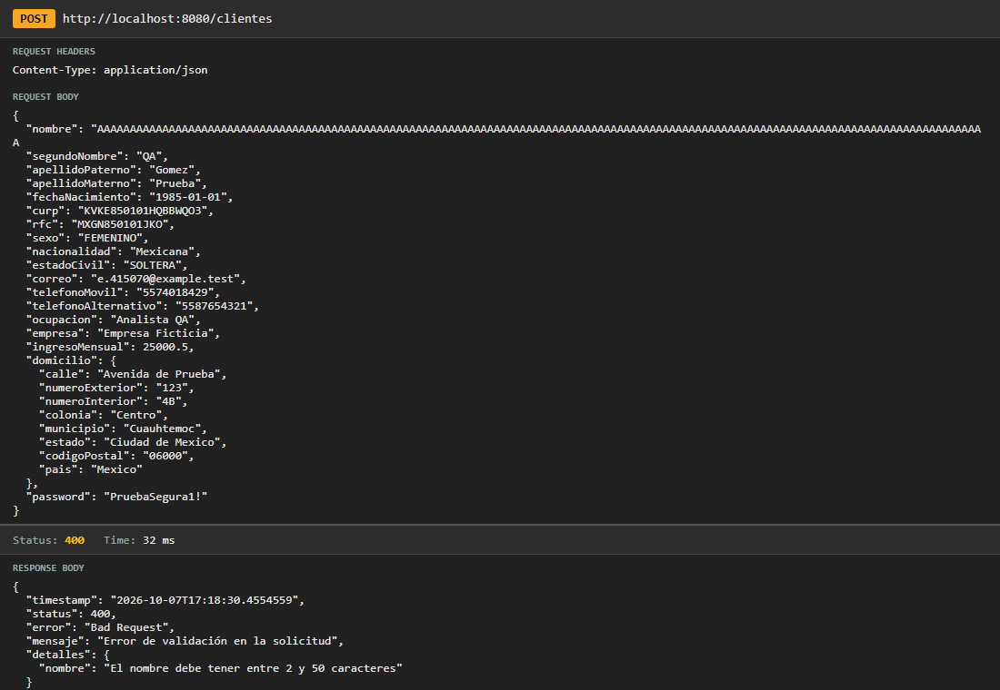 POST http://localhost:8080/clientes
REQUEST HEADERS
Content-Type: application/json
REQUEST BODY
{
"nombre": "AAAAAAAAAAAAAAAAAAAAAAAAAAAAAAAAAAAAAAAAAAAAAAAAAAAAAAAAAAAAAAAAAAAAAAAAAAAAAAAAAAAAAAAAAAAAAAAAAAAAAAAAAAAAAAAAAAAAAAAAAAAAAAAAAAAA
A
"segundoNombre": "QA",
"apellidoPaterno": "Gomez",
"apellidoMaterno": "Prueba",
"fechaNacimiento": "1985-01-01",
"curp": "KVKE850101HQBBWQO3",
"rfc": "MXGN850101JKO",
"sexo": "FEMENINO",
"nacionalidad": "Mexicana",
"estadoCivil": "SOLTERA",
"correo": "e.415070@example.test",
"telefonoMovil": "5574018429",
"telefonoAlternativo": "5587654321",
"ocupacion": "Analista QA",
"empresa": "Empresa Ficticia",
"ingresoMensual": 25000.5,
"domicilio": {
"calle": "Avenida de Prueba",
"numeroExterior": "123",
"numeroInterior": "4B",
"colonia": "Centro",
"municipio": "Cuauhtemoc",
"estado": "Ciudad de Mexico",
"codigoPostal": "06000",
"pais": "Mexico"
},
"password": "PruebaSegura1!"
}
Status: 400 Time: 32 ms
RESPONSE BODY
{
"timestamp": "2026-10-07T17:18:30.4554559",
"status": 400,
"error": "Bad Request",
"mensaje": "Error de validación en la solicitud",
"detalles": {
"nombre": "El nombre debe tener entre 2 y 50 caracteres"
}